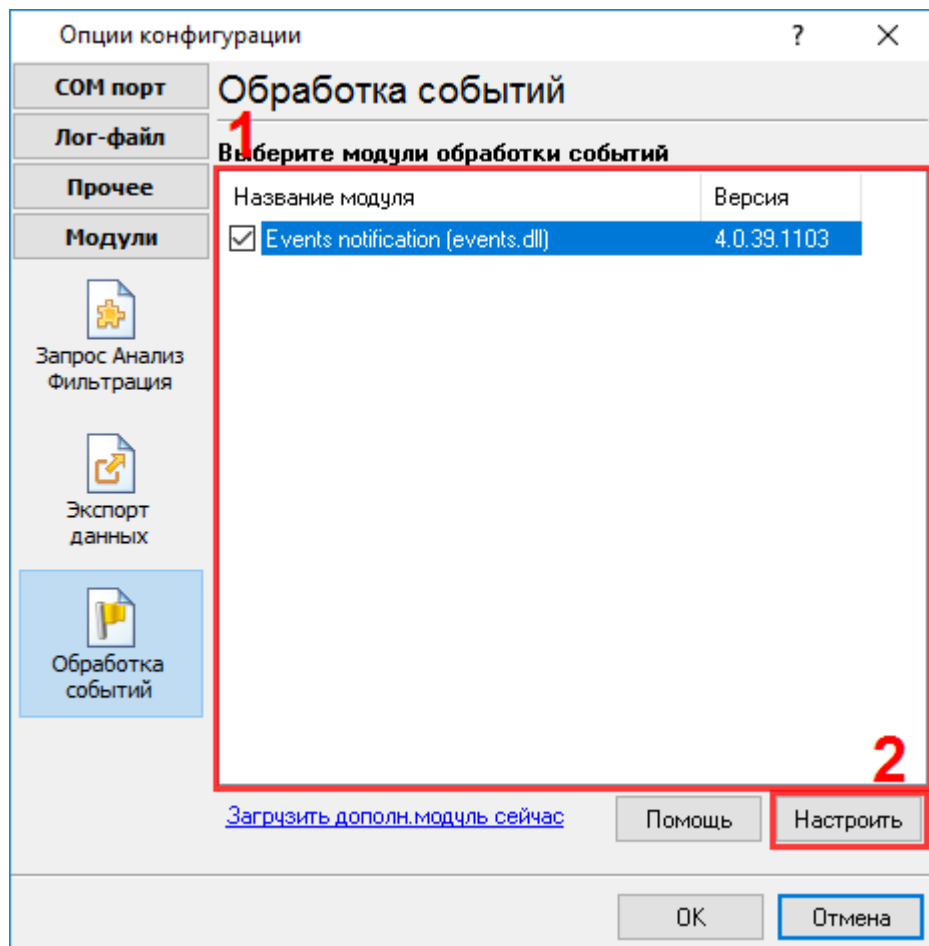 Опции конфигурации
?
COM порт
Лог-файл
Прочее
Модули
Запрос Анализ
Фильтрация
Экспорт
данных
Обработка
событий
Обработка событий
1
Выберите модули обработки событий
Название модуля Версия
Events notification (events.dll) 4.0.39.1103
2
Загрузить дополн.модуль сейчас
Помощь
Настроить
OK
Отмена